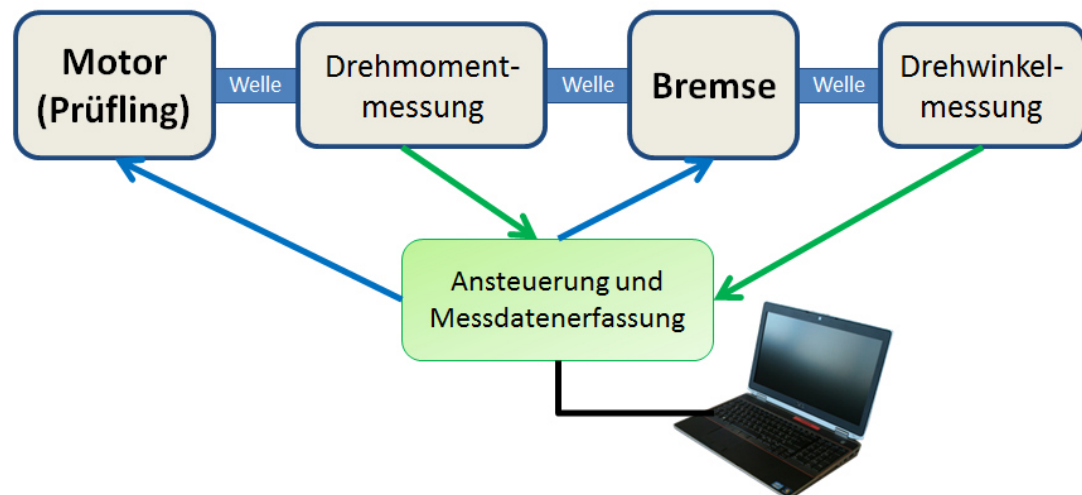 Motor
(Prüfling)
Welle
Drehmoment-
messung
Welle
Bremse
Welle
Drehwinkel-
messung
Ansteuerung und
Messdatenerfassung